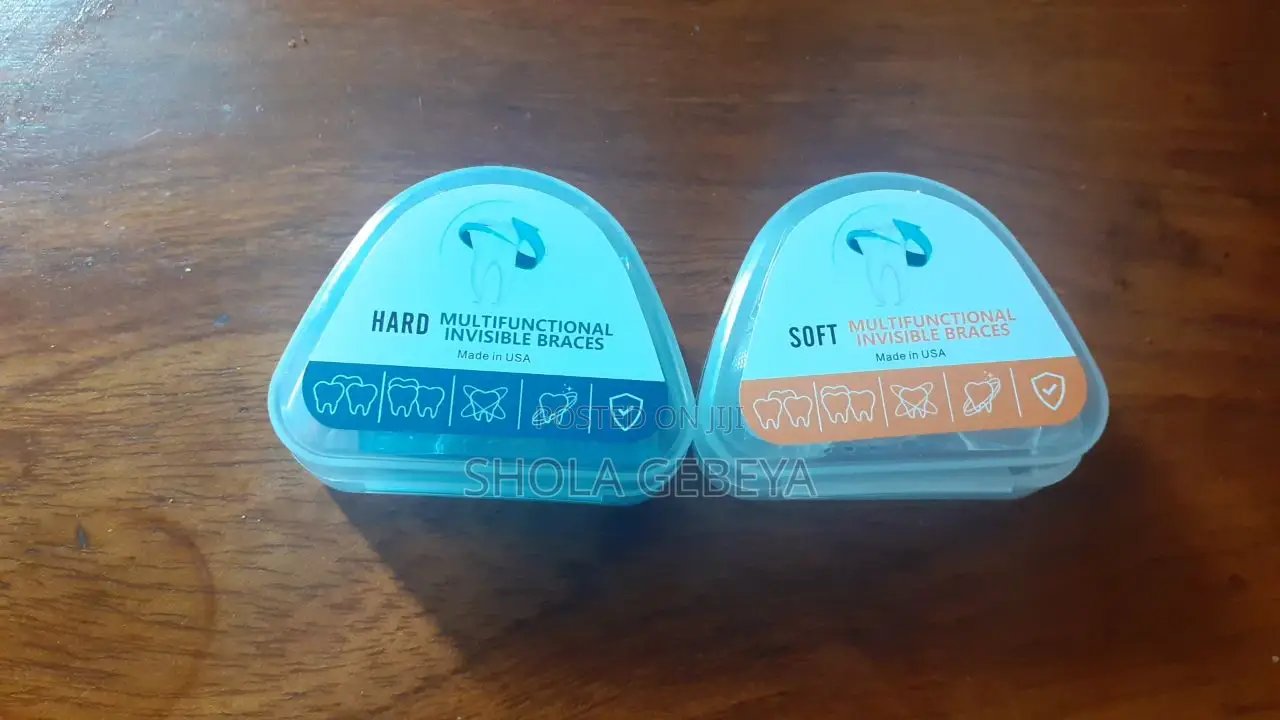 HARD MULTIFUNCTIONAL
INVISIBLE BRACES
Made in USA
SOFT MULTIFUNCTIONAL
INVISIBLE BRACES
Made in USA
POSTED ON JIJI
SHOLA GEBEYA